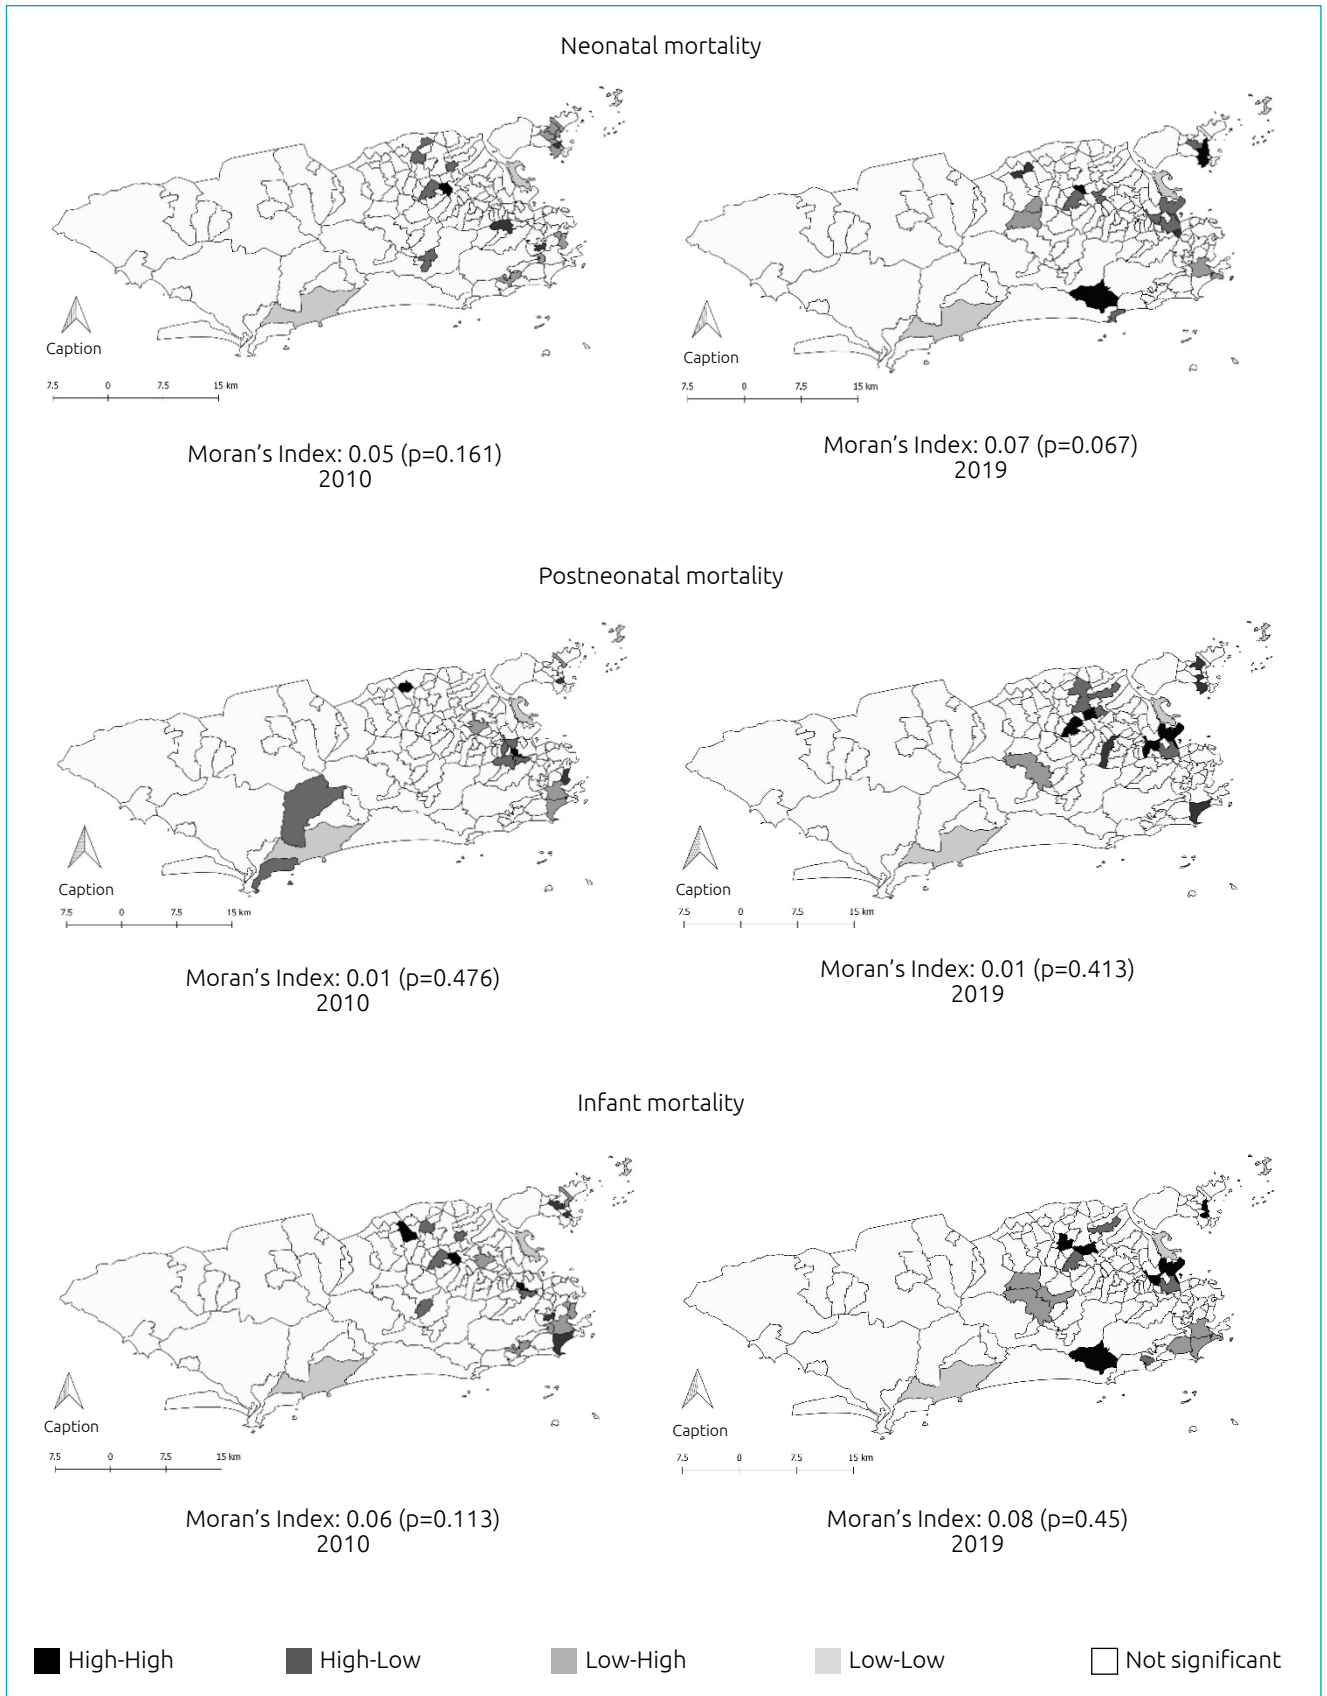 Neonatal mortality
Caption
7.5 0 7.5 15 km
Moran’s Index: 0.05 (p=0.161)
2010
Caption
7.5 0 7.5 15 km
Moran’s Index: 0.07 (p=0.067)
2019
Postneonatal mortality
Caption
7.5 0 7.5 15 km
Moran’s Index: 0.01 (p=0.476)
2010
Caption
7.5 0 7.5 15 km
Moran’s Index: 0.01 (p=0.413)
2019
Infant mortality
Caption
7.5 0 7.5 15 km
Moran’s Index: 0.06 (p=0.113)
2010
Caption
7.5 0 7.5 15 km
Moran’s Index: 0.08 (p=0.45)
2019
High-High High-Low Low-High Low-Low Not significant